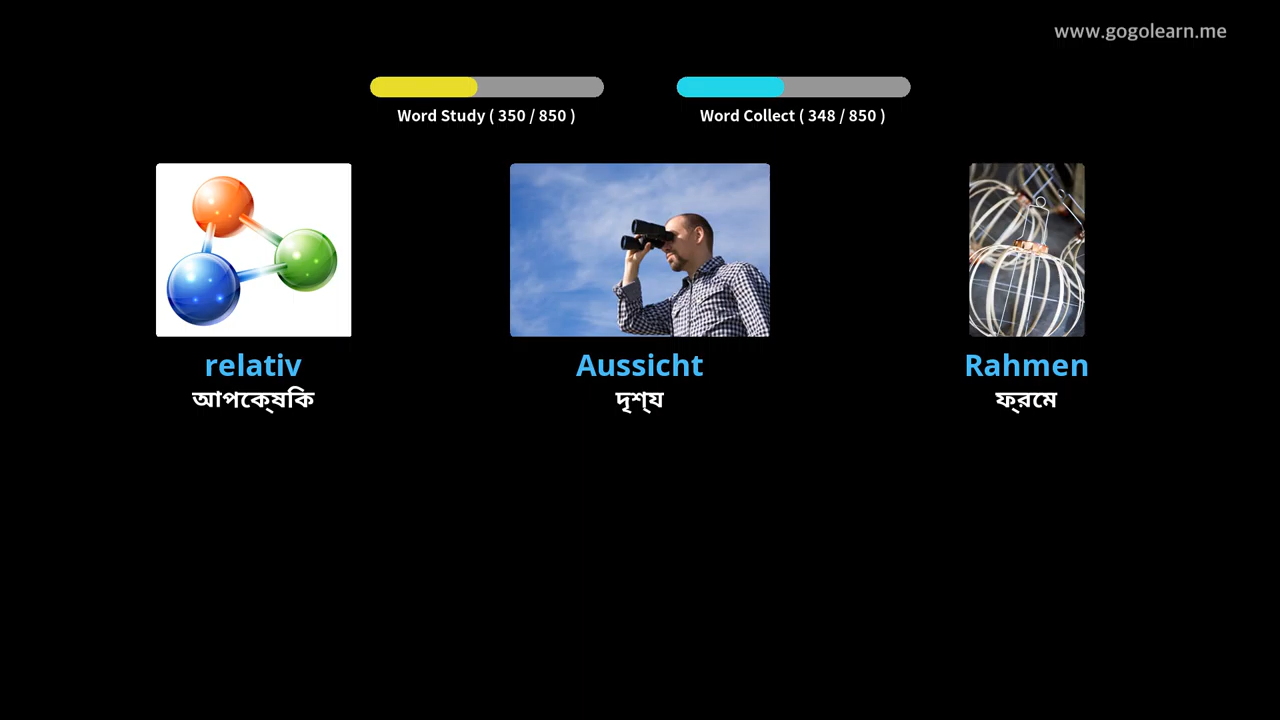 www.gogolearn.me
Word Study ( 350 / 850 )
Word Collect ( 348 / 850 )
relativ
আপেক্ষিক
Aussicht
দৃশ্য
Rahmen
ফ্রেম